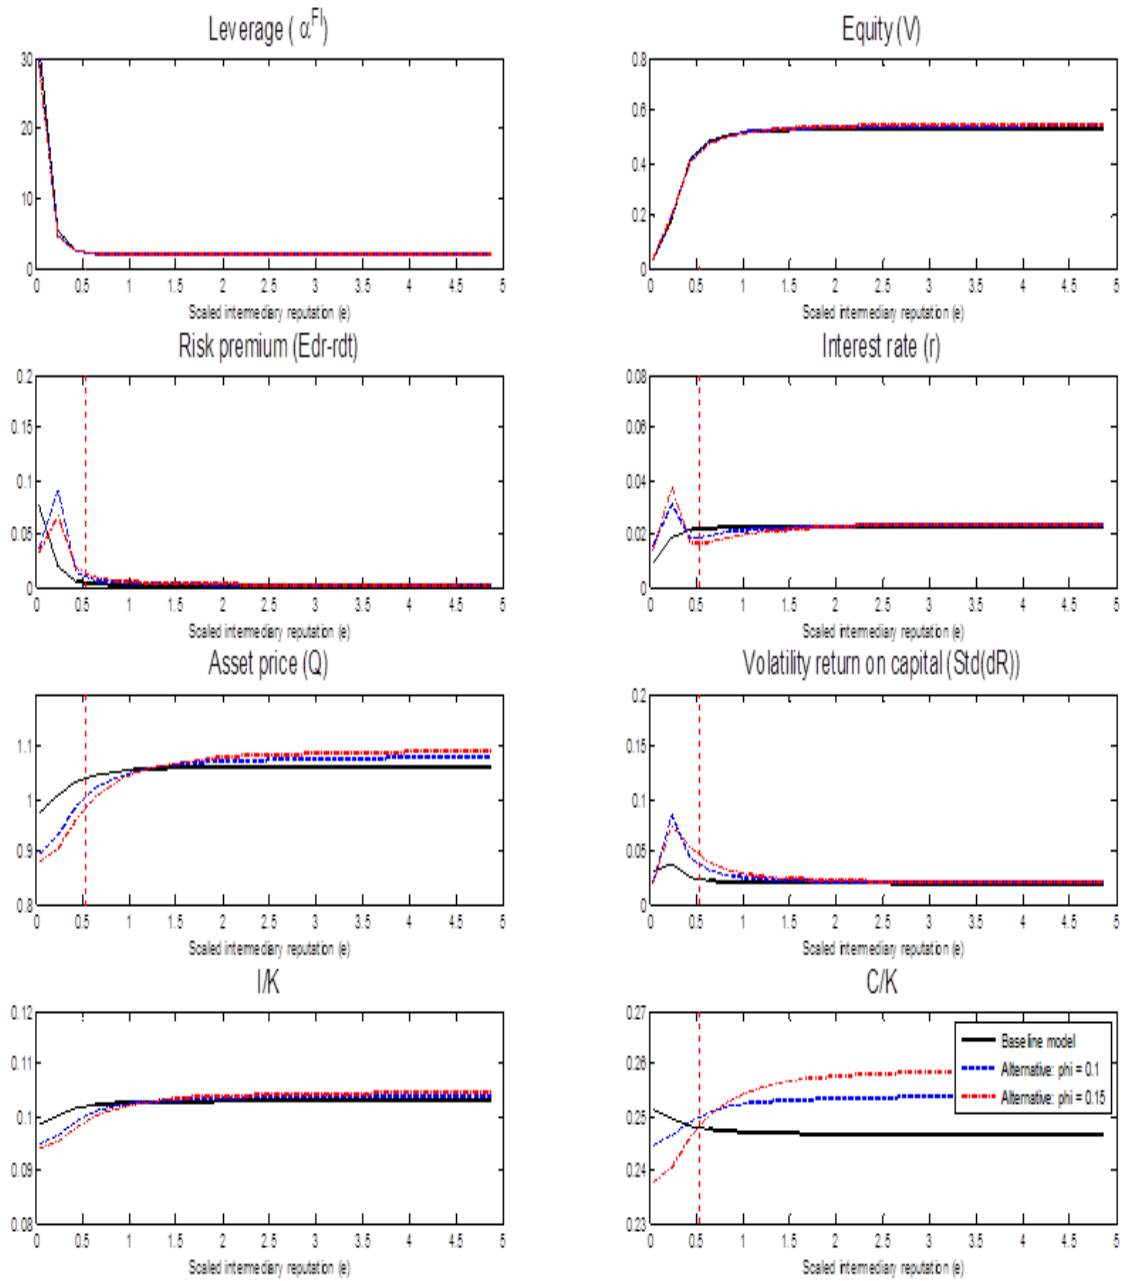 Leverage ( α^FI)
30
20
10
0
0 0.5 1 1.5 2 2.5 3 3.5 4 4.5 5
Scaled intermediary reputation (e)
Equity (V)
0.8
0.6
0.4
0.2
0
0 0.5 1 1.5 2 2.5 3 3.5 4 4.5 5
Scaled intermediary reputation (e)
Risk premium (Edr-rdt)
0.2
0.15
0.1
0.05
0
0 0.5 1 1.5 2 2.5 3 3.5 4 4.5 5
Scaled intermediary reputation (e)
Interest rate (r)
0.08
0.06
0.04
0.02
0
0 0.5 1 1.5 2 2.5 3 3.5 4 4.5 5
Scaled intermediary reputation (e)
Asset price (Q)
1.1
1
0.9
0.8
0 0.5 1 1.5 2 2.5 3 3.5 4 4.5 5
Scaled intermediary reputation (e)
Volatility return on capital (Std(dR))
0.2
0.15
0.1
0.05
0
0 0.5 1 1.5 2 2.5 3 3.5 4 4.5 5
Scaled intermediary reputation (e)
I/K
0.12
0.11
0.1
0.09
0.08
0 0.5 1 1.5 2 2.5 3 3.5 4 4.5 5
Scaled intermediary reputation (e)
C/K
0.27
0.26
0.25
0.24
0.23
0 0.5 1 1.5 2 2.5 3 3.5 4 4.5 5
Scaled intermediary reputation (e)
Baseline model
Alternative: phi = 0.1
Alternative: phi = 0.15